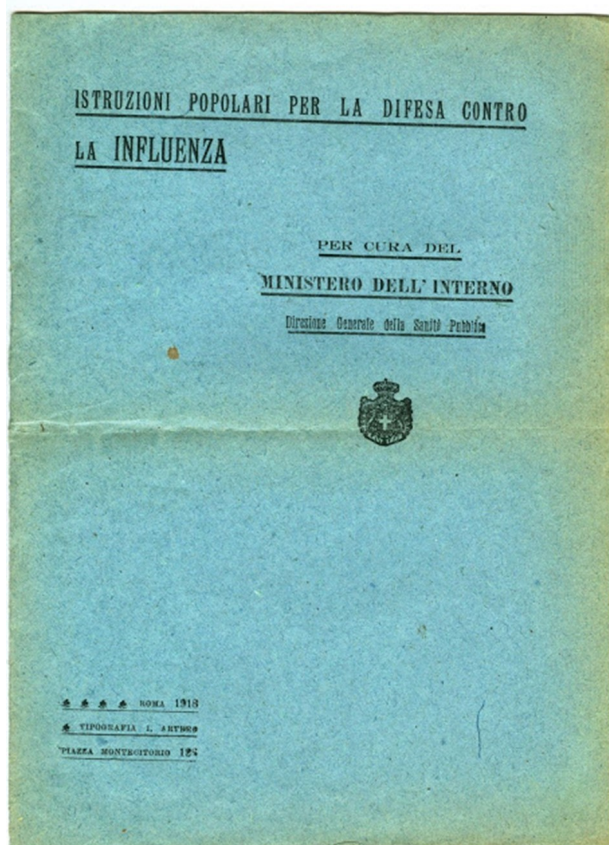 ISTRUZIONI POPOLARI PER LA DIFESA CONTRO
LA INFLUENZA
PER CURA DEL
MINISTERO DELL'INTERNO
Direzione Generale della Sanità Pubblica
ROMA 1918
TIPOGRAFIA
PIAZZA MONTECITORIO